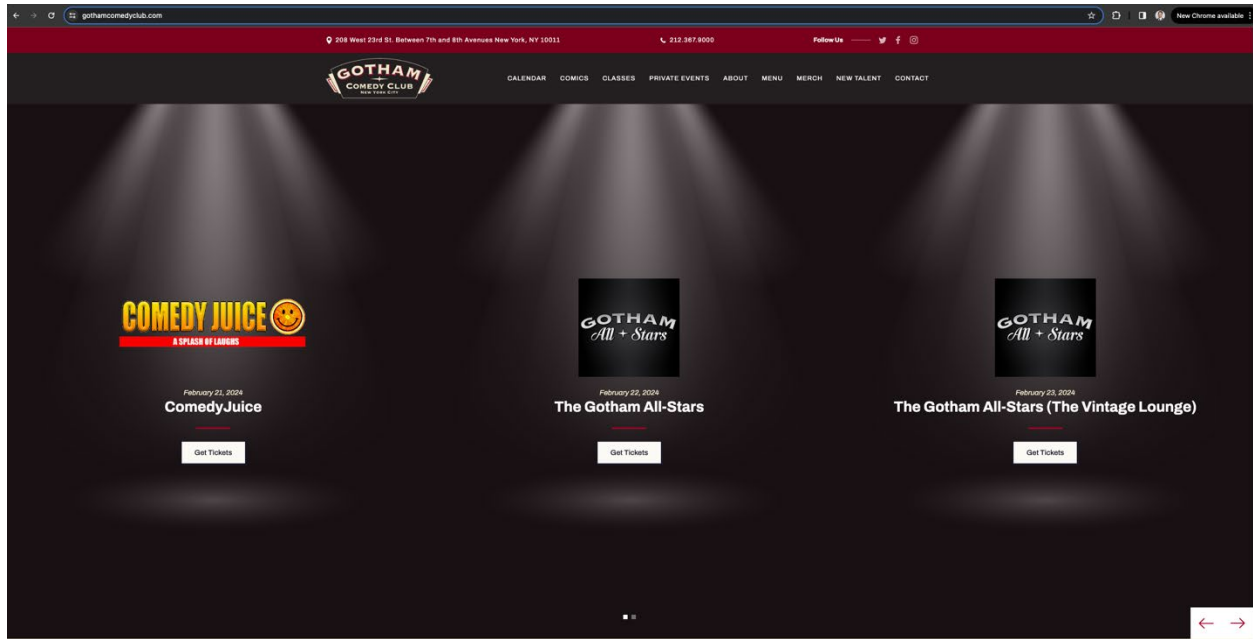 gothamcomedyclub.com
New Chrome available
208 West 23rd St. Between 7th and 8th Avenues New York, NY 10011
212.367.9000
Follow Us
GOTHAM
COMEDY CLUB
NEW YORK CITY
CALENDAR COMICS CLASSES PRIVATE EVENTS ABOUT MENU MERCH NEW TALENT CONTACT
COMEDY JUICE
A SPLASH OF LAUGHS
February 21, 2024
ComedyJuice
Get Tickets
GOTHAM
All + Stars
February 22, 2024
The Gotham All-Stars
Get Tickets
GOTHAM
All + Stars
February 23, 2024
The Gotham All-Stars (The Vintage Lounge)
Get Tickets